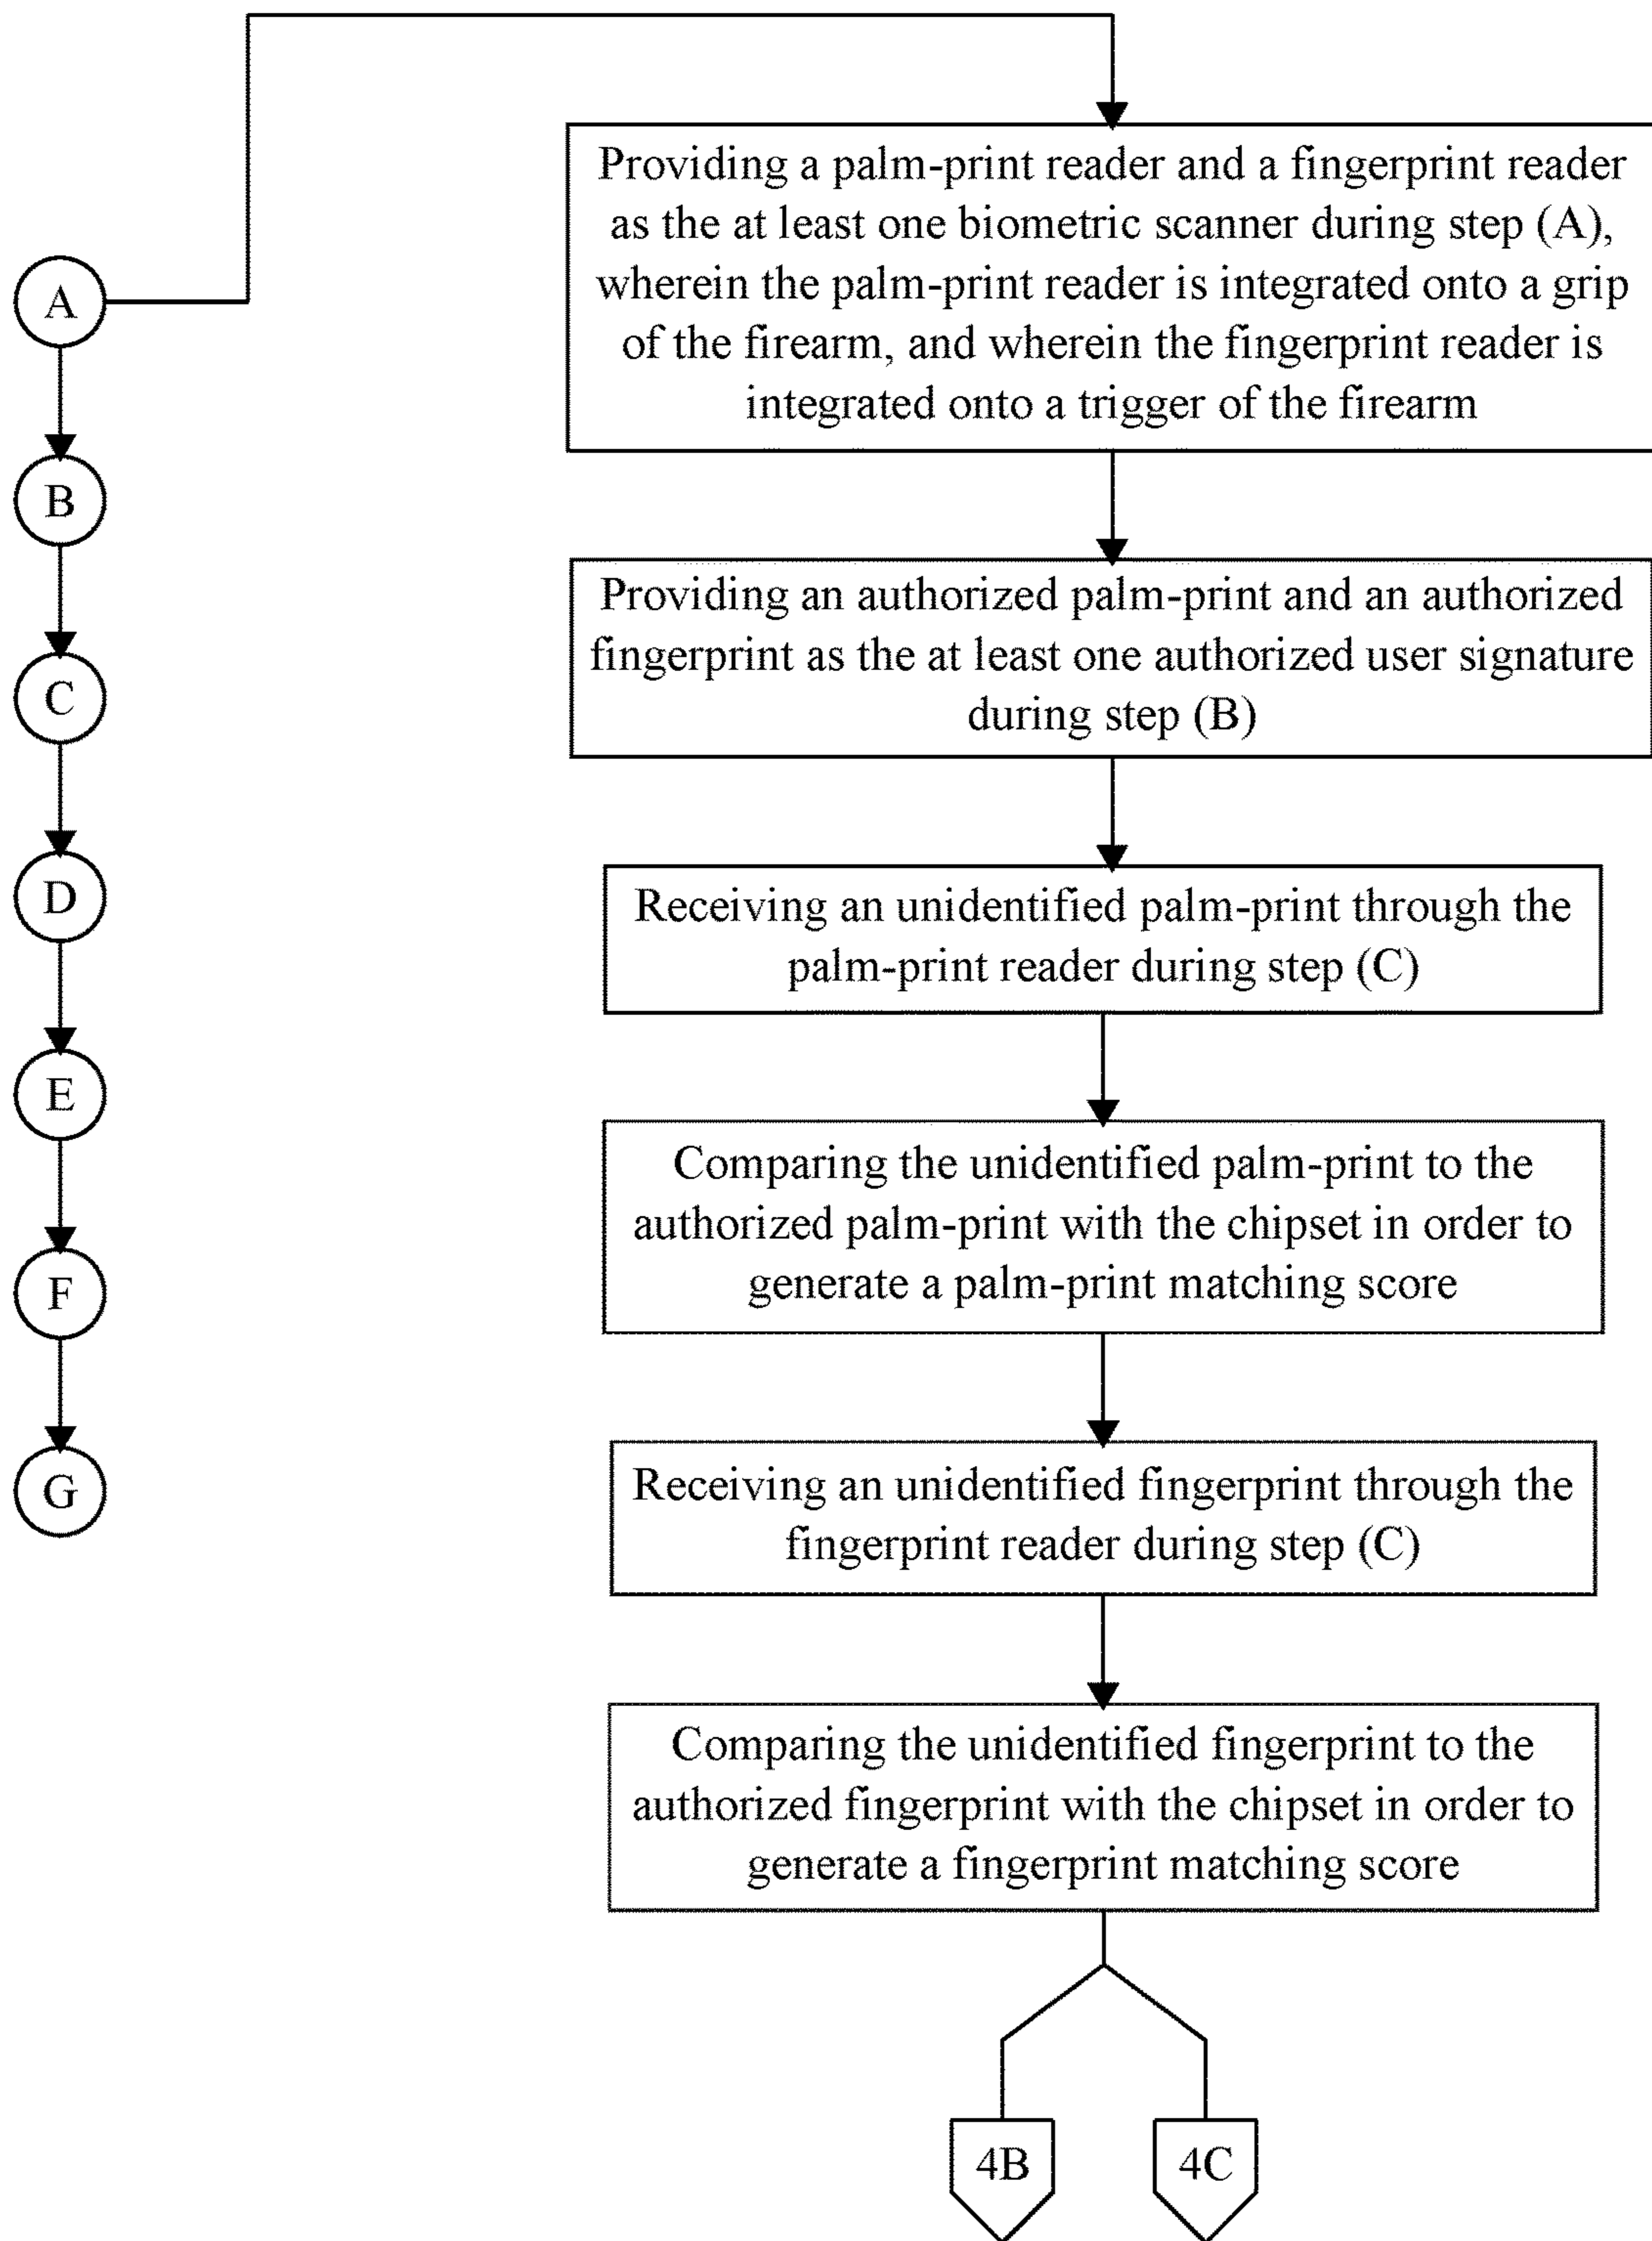 Providing a palm-print reader and a fingerprint reader
as the at least one biometric scanner during step (A),
wherein the palm-print reader is integrated onto a grip
of the firearm, and wherein the fingerprint reader is
integrated onto a trigger of the firearm
A
B
C
D
E
F
G
Providing an authorized palm-print and an authorized
fingerprint as the at least one authorized user signature
during step (B)
Receiving an unidentified palm-print through the
palm-print reader during step (C)
Comparing the unidentified palm-print to the
authorized palm-print with the chipset in order to
generate a palm-print matching score
Receiving an unidentified fingerprint through the
fingerprint reader during step (C)
Comparing the unidentified fingerprint to the
authorized fingerprint with the chipset in order to
generate a fingerprint matching score
4B
4C